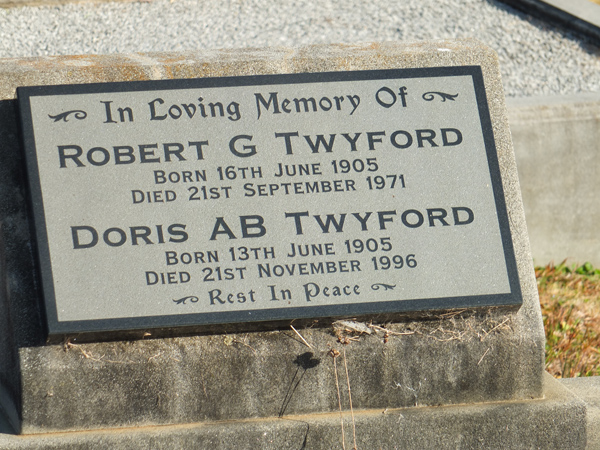 In Loving Memory Of
ROBERT G TWYFORD
BORN 16TH JUNE 1905
DIED 21ST SEPTEMBER 1971
DORIS AB TWYFORD
BORN 13TH JUNE 1905
DIED 21ST NOVEMBER 1996
Rest In Peace